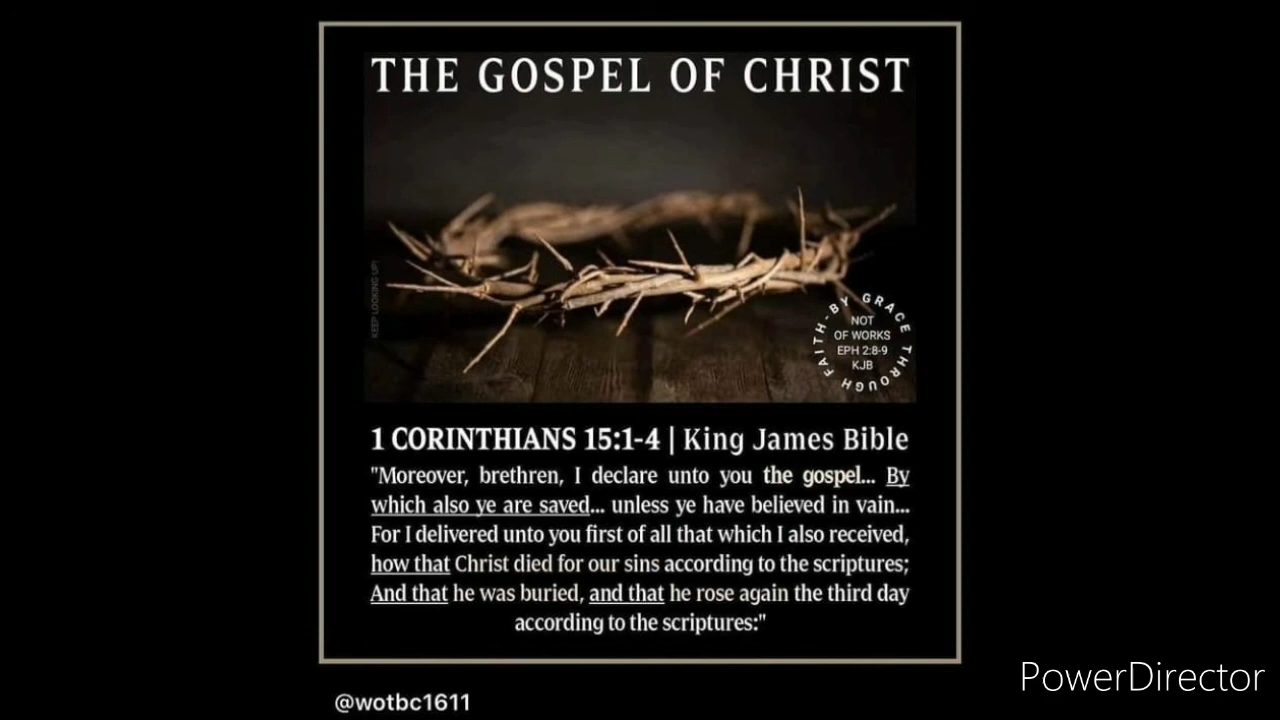 THE GOSPEL OF CHRIST
KEEP LOOKING UP!
FAITH-BY GRACE THROUGH
NOT
OF WORKS
EPH 2:8-9
KJB
1 CORINTHIANS 15:1-4 | King James Bible
"Moreover, brethren, I declare unto you the gospel... By
which also ye are saved... unless ye have believed in vain...
For I delivered unto you first of all that which I also received,
how that Christ died for our sins according to the scriptures;
And that he was buried, and that he rose again the third day
according to the scriptures:"
@wotbc1611
PowerDirector